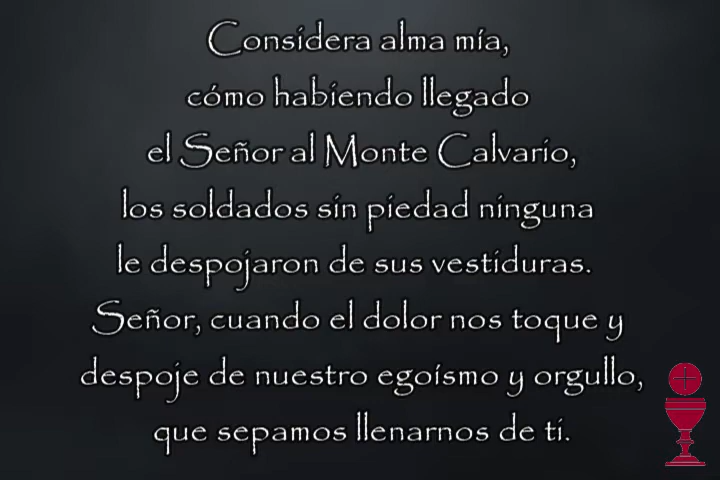 Considera alma mía,
cómo habiendo llegado
el Señor al Monte Calvario,
los soldados sin piedad ninguna
le despojaron de sus vestiduras.
Señor, cuando el dolor nos toque y
despoje de nuestro egoísmo y orgullo,
que sepamos llenarnos de ti.